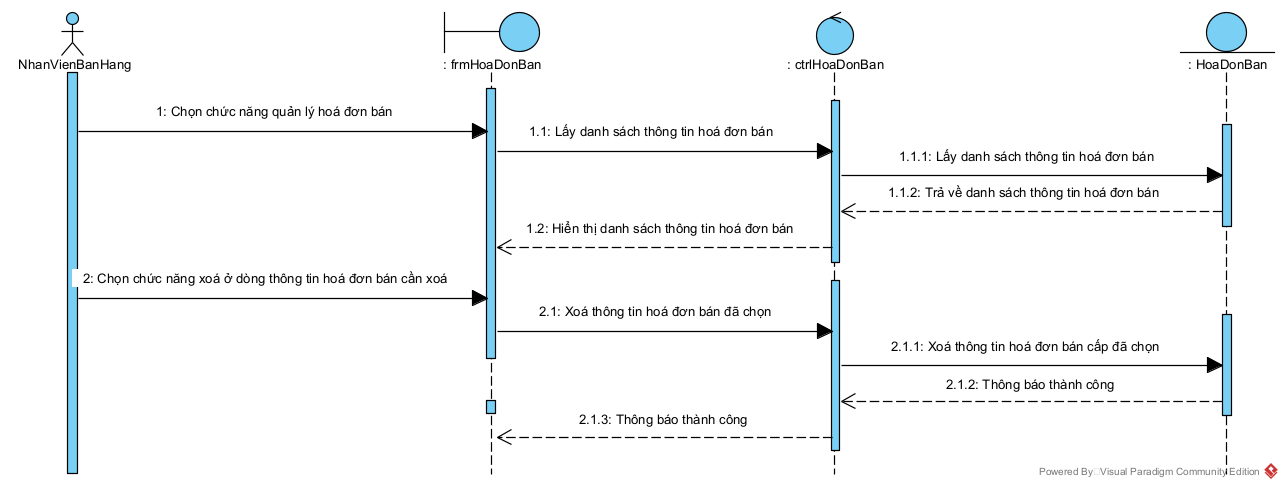 NhanVienBanHang
: frmHoaDonBan
: ctrlHoaDonBan
: HoaDonBan
1: Chọn chức năng quản lý hoá đơn bán
1.1: Lấy danh sách thông tin hoá đơn bán
1.1.1: Lấy danh sách thông tin hoá đơn bán
1.1.2: Trả về danh sách thông tin hoá đơn bán
1.2: Hiển thị danh sách thông tin hoá đơn bán
2: Chọn chức năng xoá ở dòng thông tin hoá đơn bán cần xoá
2.1: Xoá thông tin hoá đơn bán đã chọn
2.1.1: Xoá thông tin hoá đơn bán cấp đã chọn
2.1.2: Thông báo thành công
2.1.3: Thông báo thành công
Powered By Visual Paradigm Community Edition